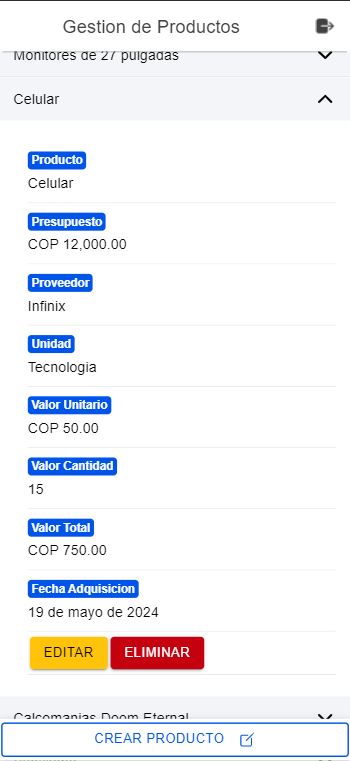 Gestion de Productos
Monitores de 27 pulgadas
Celular
Producto
Celular
Presupuesto
COP 12,000.00
Proveedor
Infinix
Unidad
Tecnologia
Valor Unitario
COP 50.00
Valor Cantidad
15
Valor Total
COP 750.00
Fecha Adquisicion
19 de mayo de 2024
EDITAR ELIMINAR
Calcomanias Doom Eternal
CREAR PRODUCTO